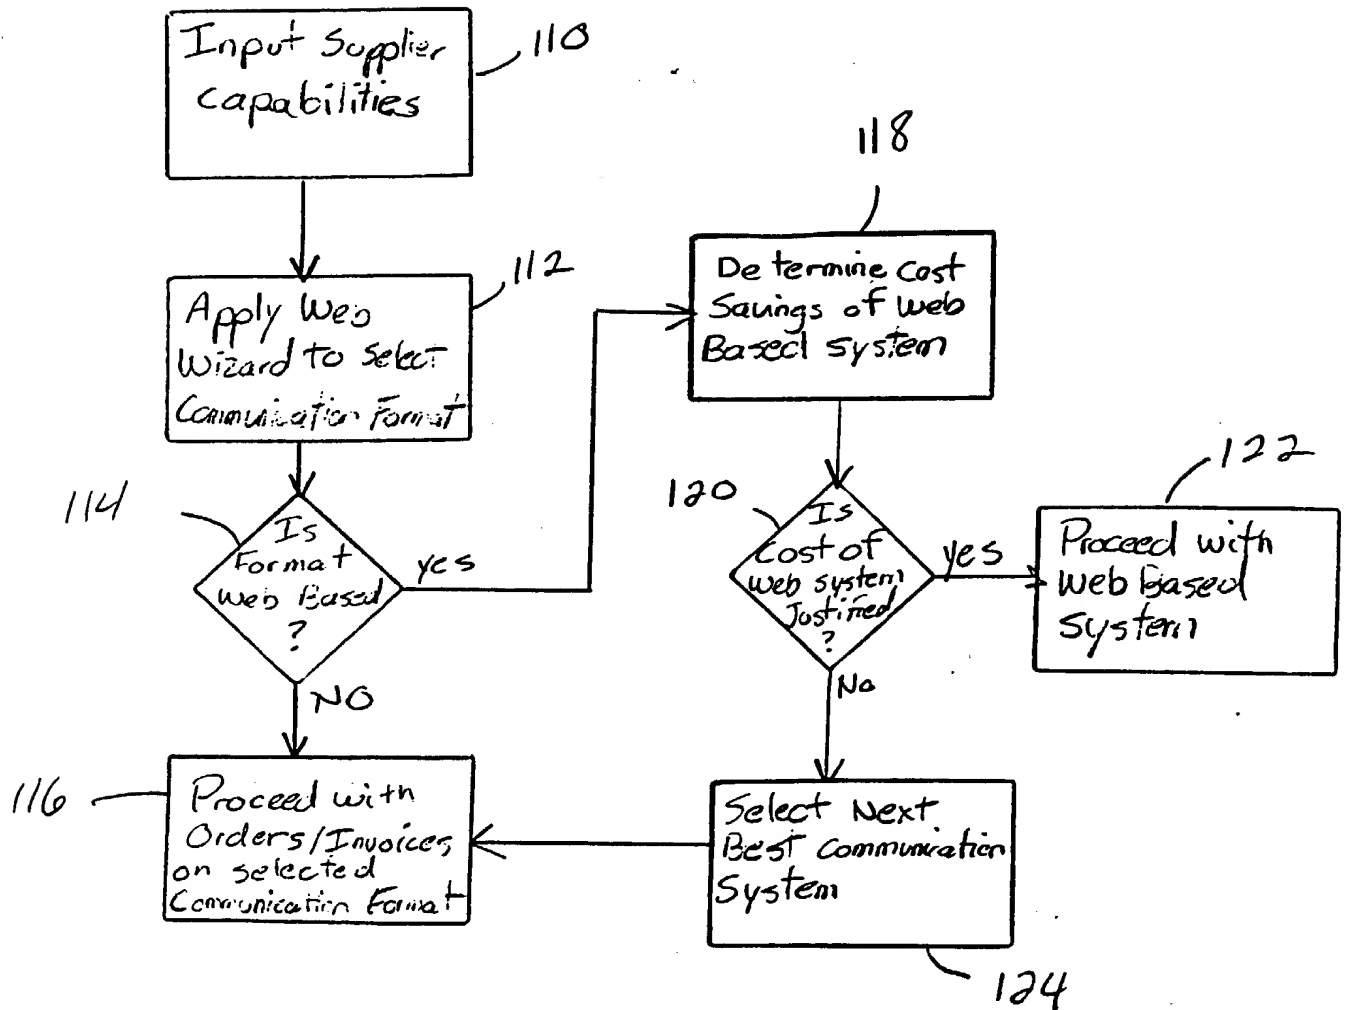 Input Supplier
capabilities
110
Apply Web
Wizard to Select
Communication Format
112
Is
Format
Web Based
?
114
yes
NO
Proceed with
Orders/Invoices
on selected
Communication Format
116
118
Determine Cost
Savings of Web
Based system
120
Is
Cost of
Web system
Justified
?
yes
No
122
Proceed with
Web Based
System
Select Next
Best Communication
System
124